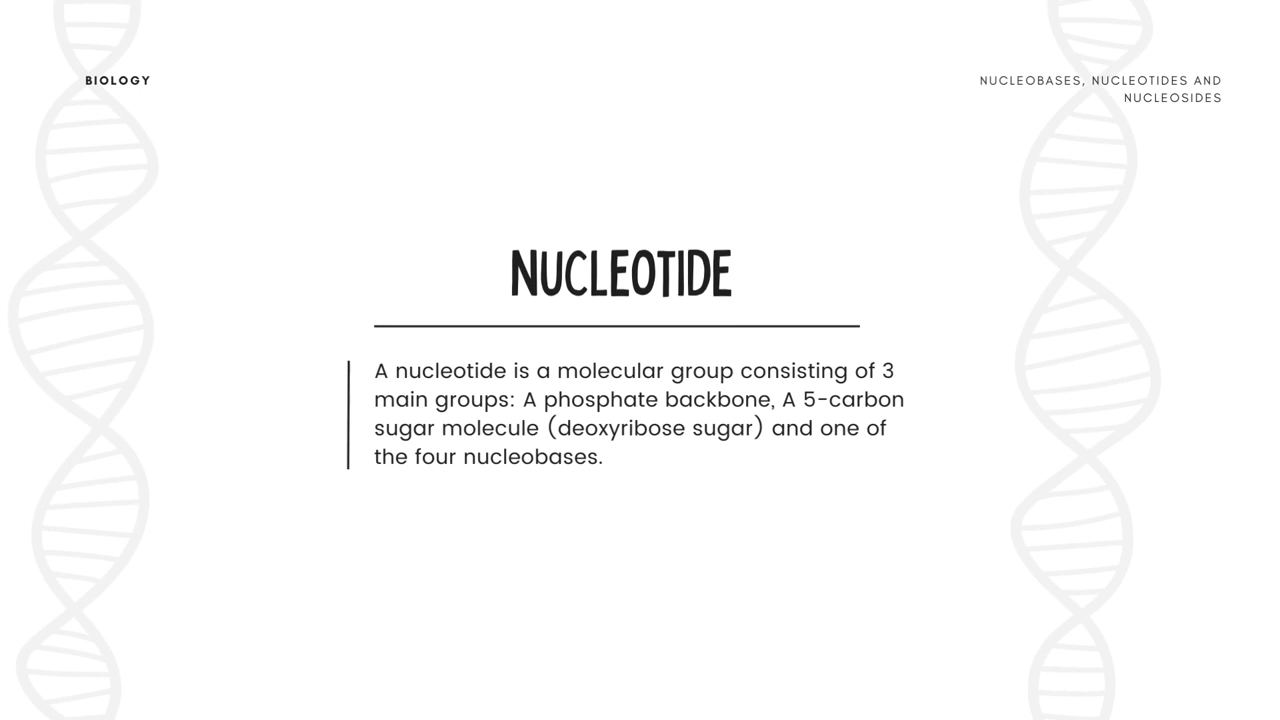 BIOLOGY
NUCLEOBASES, NUCLEOTIDES AND
NUCLEOSIDES
NUCLEOTIDE
A nucleotide is a molecular group consisting of 3
main groups: A phosphate backbone, A 5-carbon
sugar molecule (deoxyribose sugar) and one of
the four nucleobases.